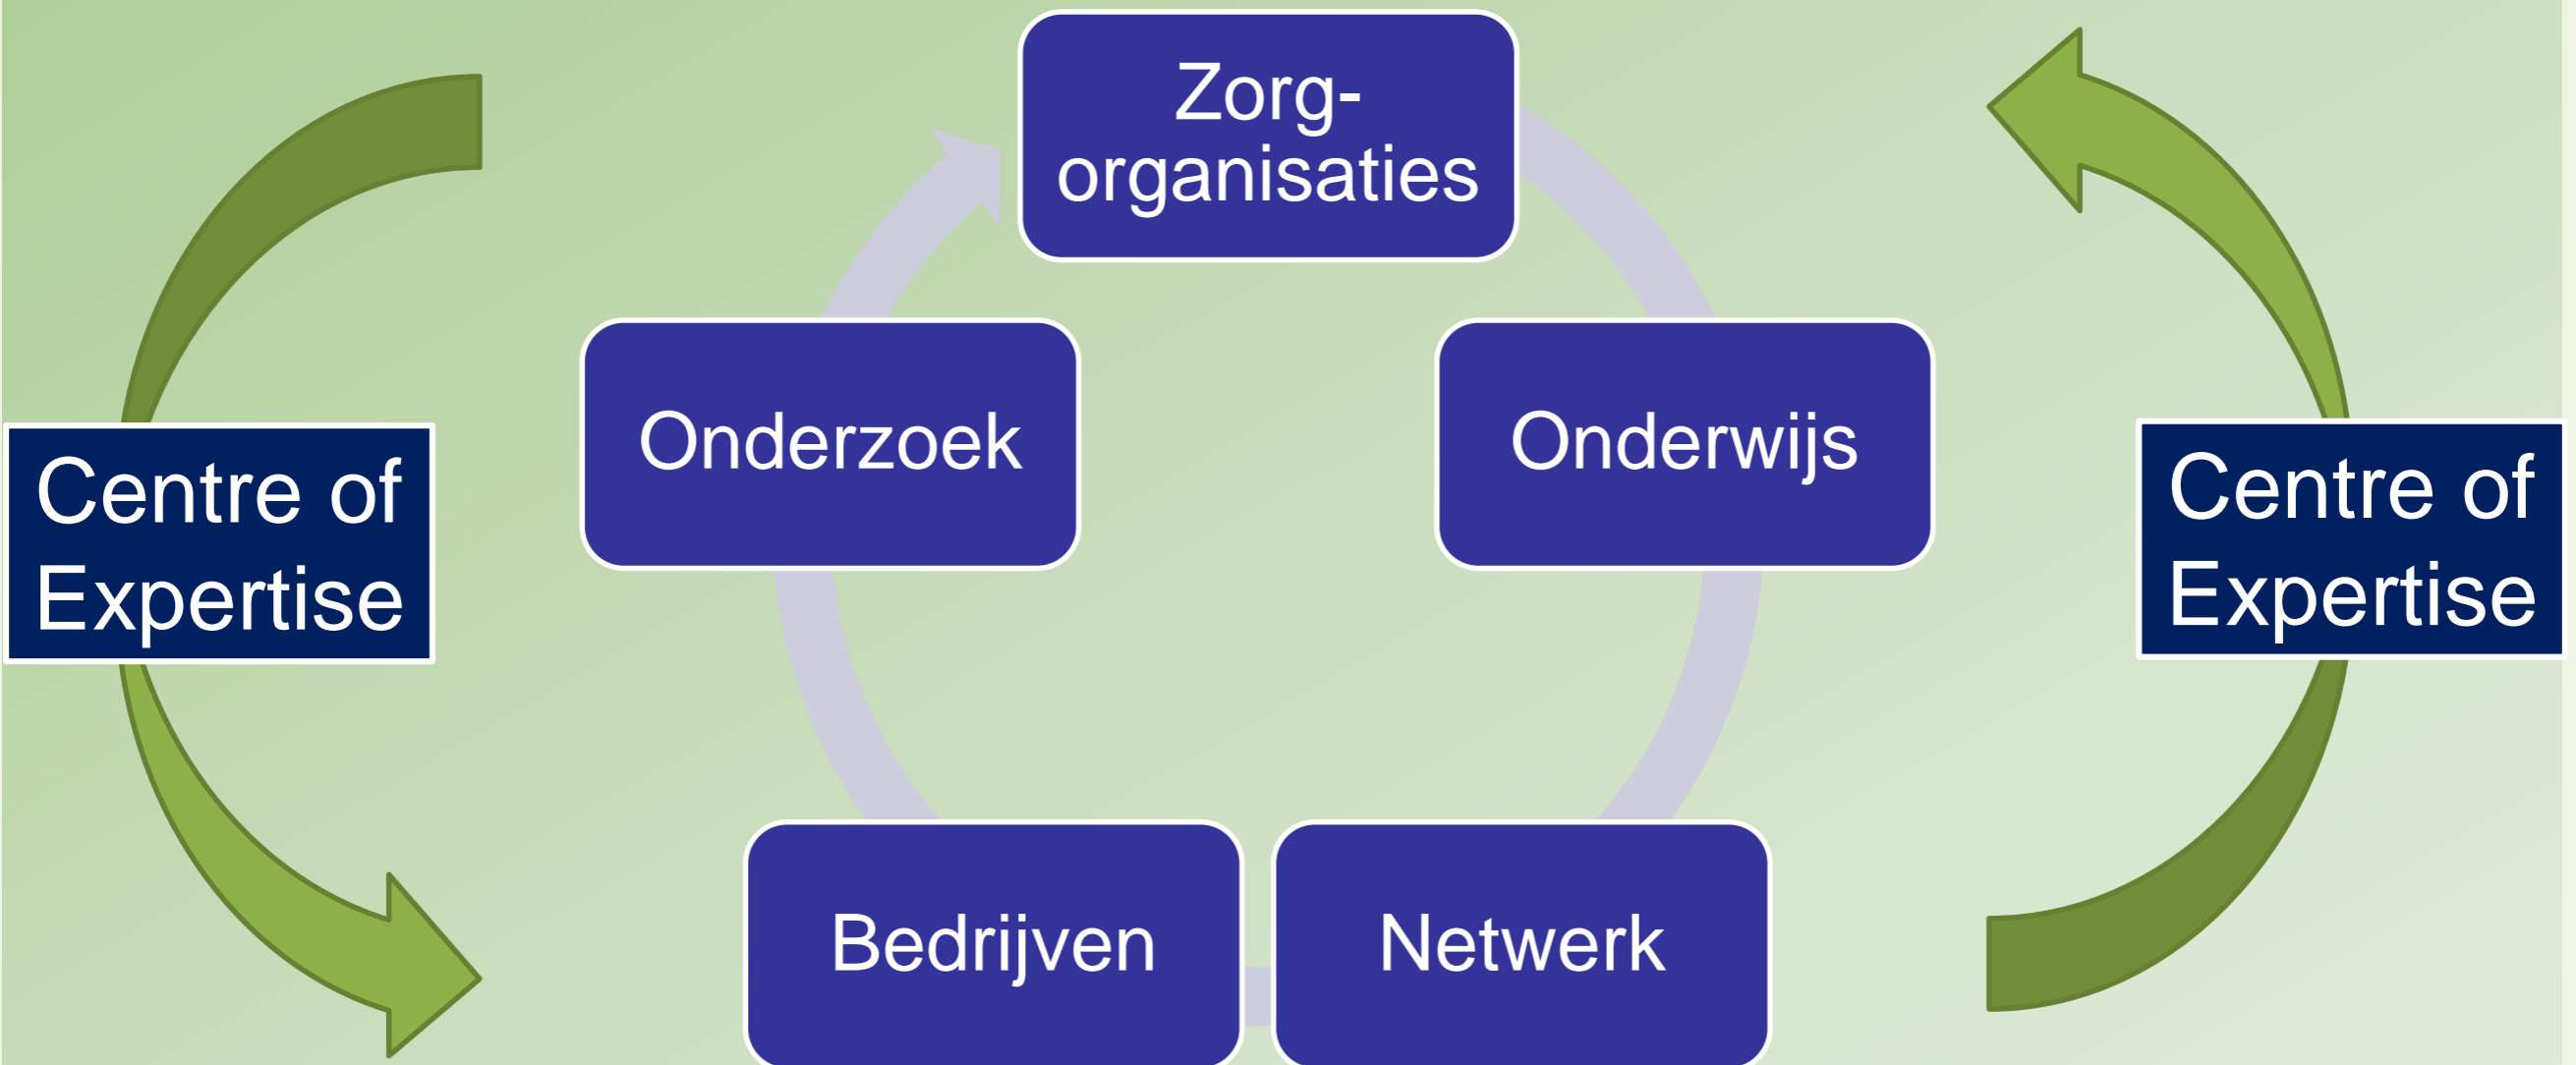 Zorg-
organisaties
Onderzoek
Onderwijs
Centre of
Expertise
Centre of
Expertise
Bedrijven
Netwerk